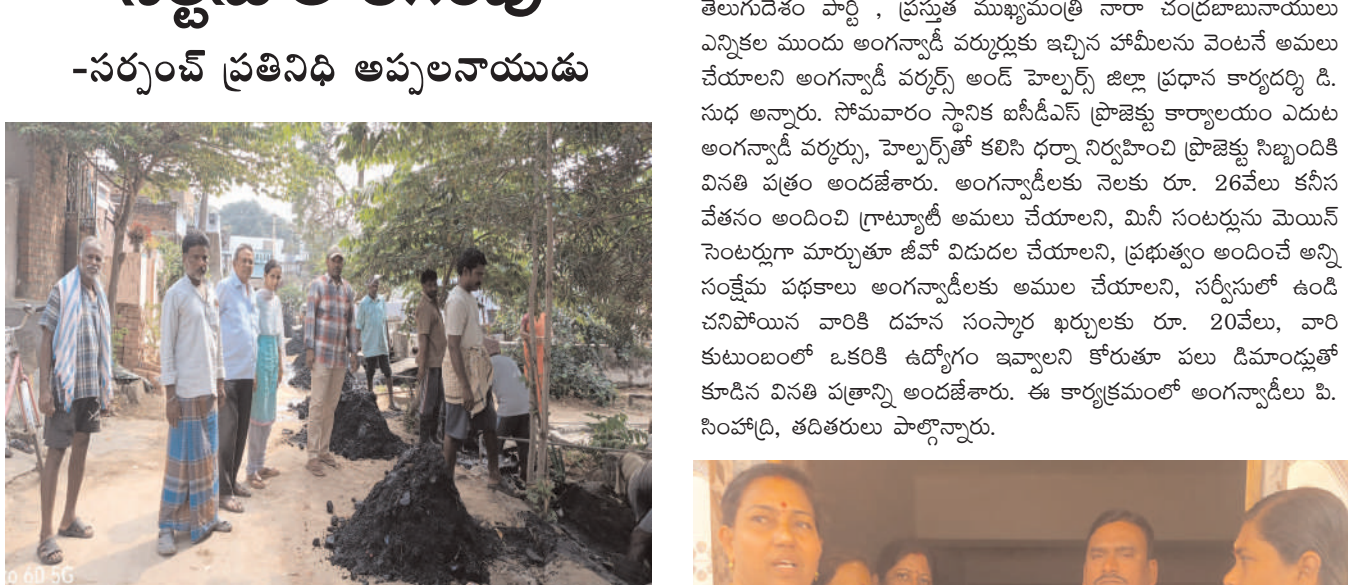 -సర్పంచ్ ప్రతినిధి అప్పలనాయుడు
తెలుగుదేశం పార్టీ , ప్రస్తుత ముఖ్యమంత్రి నారా చంద్రబాబునాయులు
ఎన్నికల ముందు అంగన్వాడీ వర్కుర్లుకు ఇచ్చిన హామీలను వెంటనే అమలు
చేయాలని అంగన్వాడీ వర్కర్స్ అండ్ హెల్పర్స్ జిల్లా ప్రధాన కార్యదర్శి డి.
సుధ అన్నారు. సోమవారం స్థానిక ఐసీడీఎస్ ప్రొజెక్టు కార్యాలయం ఎదుట
అంగన్వాడీ వర్కర్సు, హెల్పర్స్‌తో కలిసి ధర్నా నిర్వహించి ప్రొజెక్టు సిబ్బందికి
వినతి పత్రం అందజేశారు. అంగన్వాడీలకు నెలకు రూ. 26వేలు కనీస
వేతనం అందించి గ్రాట్యూటీ అమలు చేయాలని, మినీ సంటర్లును మెయిన్
సెంటర్లుగా మార్చుతూ జీవో విడుదల చేయాలని, ప్రభుత్వం అందించే అన్ని
సంక్షేమ పథకాలు అంగన్వాడీలకు అముల చేయాలని, సర్వీసులో ఉండి
చనిపోయిన వారికి దహన సంస్కార ఖర్చులకు రూ. 20వేలు, వారి
కుటుంబంలో ఒకరికి ఉద్యోగం ఇవ్వాలని కోరుతూ పలు డిమాండ్లుతో
కూడిన వినతి పత్రాన్ని అందజేశారు. ఈ కార్యక్రమంలో అంగన్వాడీలు పి.
సింహాద్రి, తదితరులు పాల్గొన్నారు.